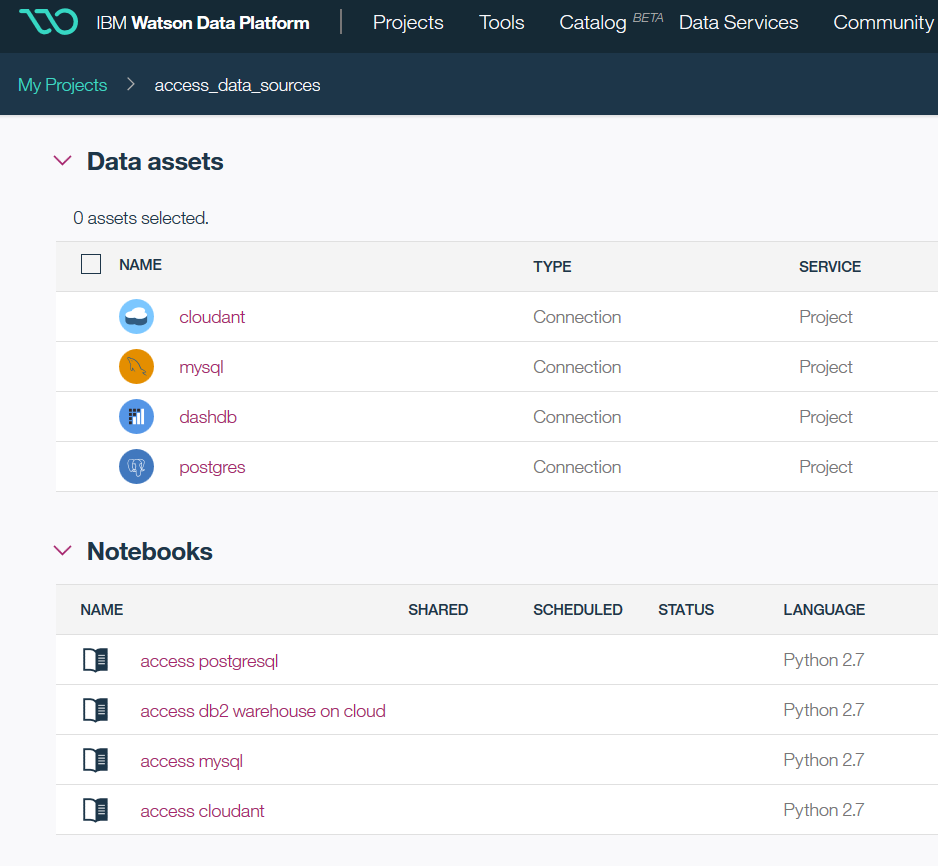 IBM Watson Data Platform Projects Tools Catalog BETA Data Services Community
My Projects > access_data_sources
Data assets
0 assets selected.
NAME TYPE SERVICE
cloudant Connection Project
mysql Connection Project
dashdb Connection Project
postgres Connection Project
Notebooks
NAME SHARED SCHEDULED STATUS LANGUAGE
access postgresql Python 2.7
access db2 warehouse on cloud Python 2.7
access mysql Python 2.7
access cloudant Python 2.7